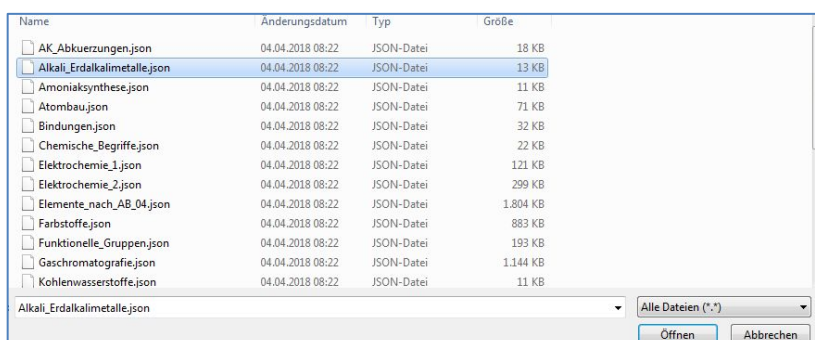 Name Änderungsdatum Typ Größe
AK_Abkuerzungen.json 04.04.2018 08:22 JSON-Datei 18 KB
Alkali_Erdalkalimetalle.json 04.04.2018 08:22 JSON-Datei 13 KB
Amoniaksynthese.json 04.04.2018 08:22 JSON-Datei 11 KB
Atombau.json 04.04.2018 08:22 JSON-Datei 71 KB
Bindungen.json 04.04.2018 08:22 JSON-Datei 32 KB
Chemische_Begriffe.json 04.04.2018 08:22 JSON-Datei 22 KB
Elektrochemie_1.json 04.04.2018 08:22 JSON-Datei 121 KB
Elektrochemie_2.json 04.04.2018 08:22 JSON-Datei 299 KB
Elemente_nach_AB_04.json 04.04.2018 08:22 JSON-Datei 1.804 KB
Farbstoffe.json 04.04.2018 08:22 JSON-Datei 883 KB
Funktionelle_Gruppen.json 04.04.2018 08:22 JSON-Datei 193 KB
Gaschromatografie.json 04.04.2018 08:22 JSON-Datei 1.144 KB
Kohlenwasserstoffe.json 04.04.2018 08:22 JSON-Datei 11 KB
Alkali_Erdalkalimetalle.json Alle Dateien (*.*)
Öffnen Abbrechen